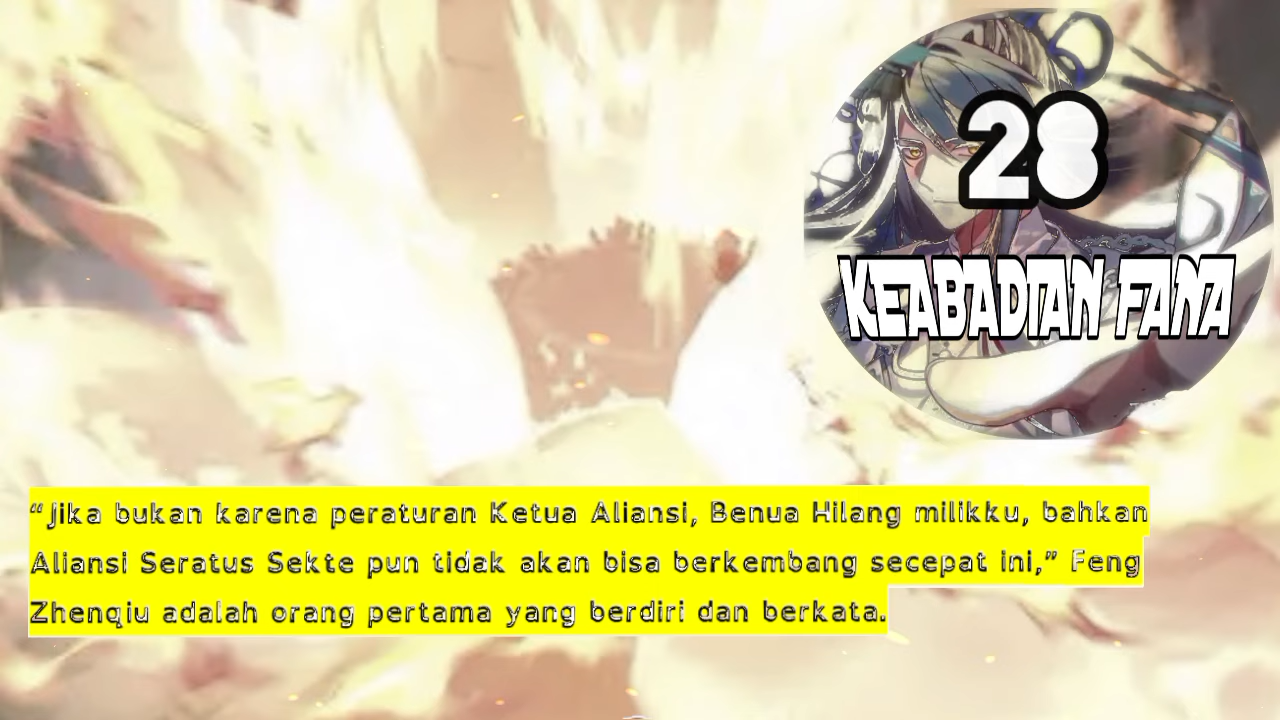 28
KEABADIAN FANA
“Jika bukan karena peraturan Ketua Aliansi, Benua Hilang milikku, bahkan
Aliansi Seratus Sekte pun tidak akan bisa berkembang secepat ini,” Feng
Zhenqiu adalah orang pertama yang berdiri dan berkata.